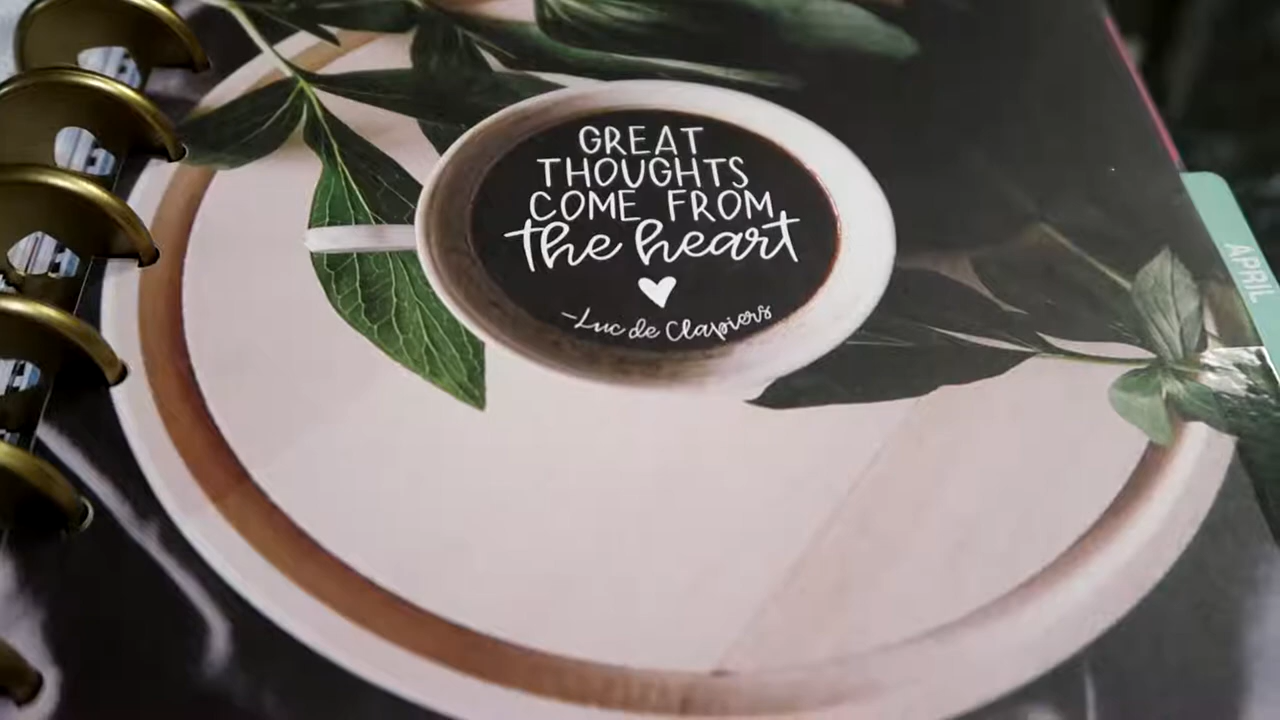 GREAT
THOUGHTS
COME FROM
the heart
-Luc de Clapiers
APRIL